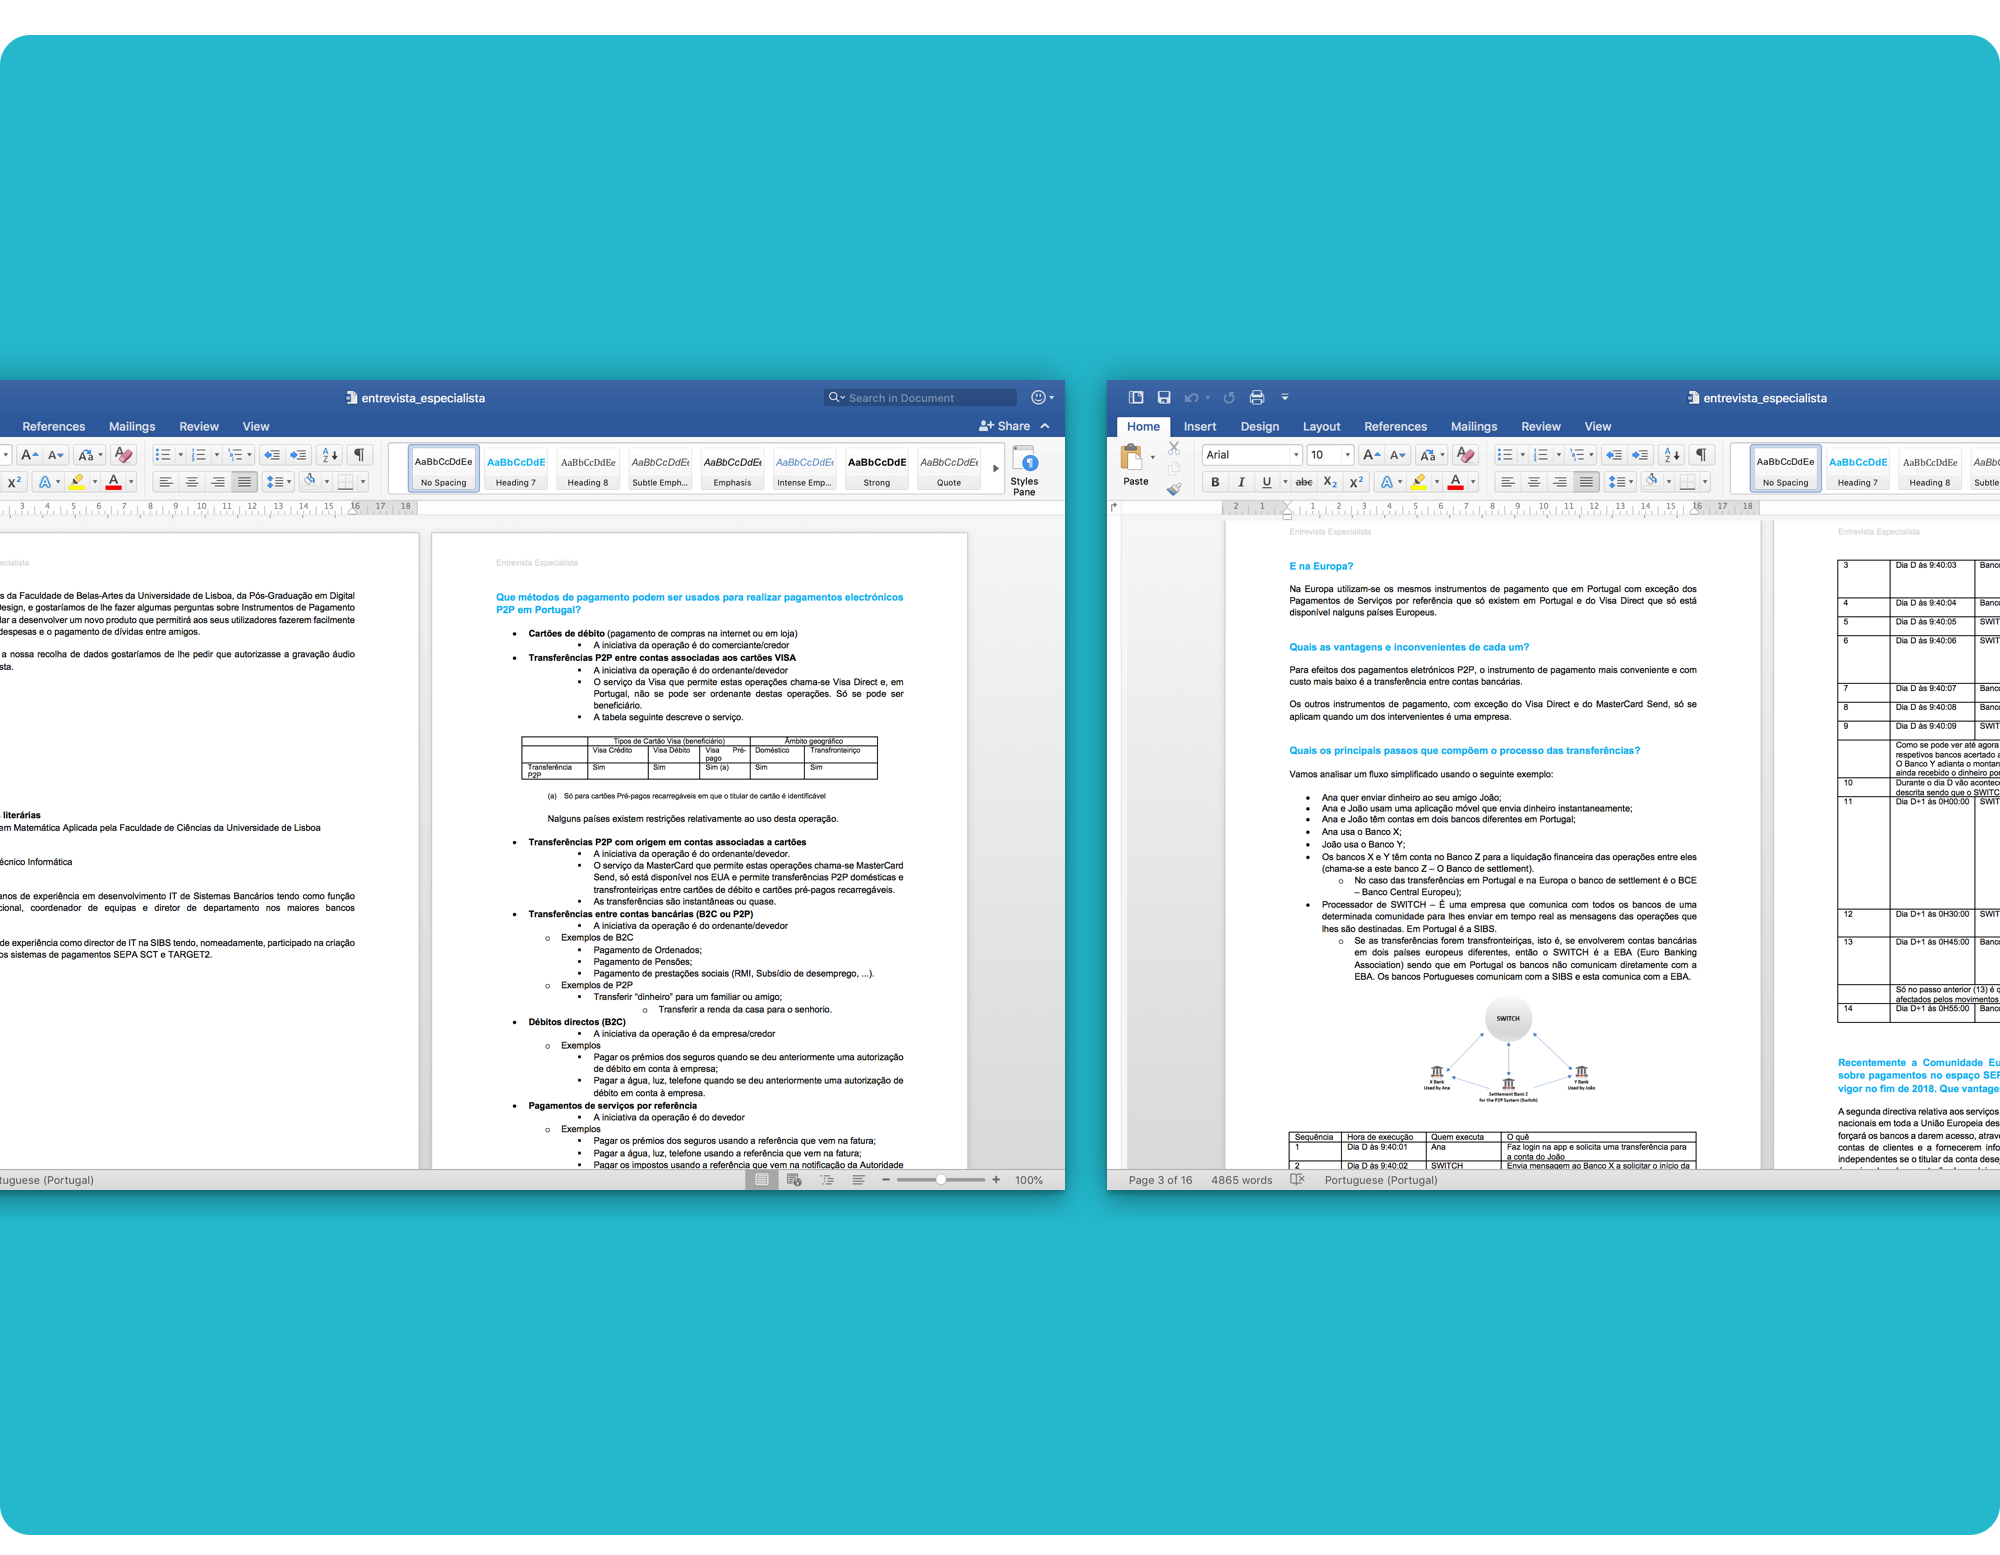 entrevista_especialista
Search in Document
References Mailings Review View
Share
AaBbCcDdEe AaBbCcDdE AaBbCcDdEe AaBbCcDdEe AaBbCcDdEe AaBbCcDdEe AaBbCcDdE AaBbCcDdEe
No Spacing Heading 7 Heading 8 Subtle Emph... Emphasis Intense Emp... Strong Quote
Styles
Pane
3 4 5 6 7 8 9 10 11 12 13 14 15 16 17 18
da Faculdade de Belas-Artes da Universidade de Lisboa, da Pós-Graduação em Digital
Design, e gostaríamos de lhe fazer algumas perguntas sobre Instrumentos de Pagamento
a desenvolver um novo produto que permitirá aos seus utilizadores fazerem facilmente
despesas e o pagamento de dívidas entre amigos.
a nossa recolha de dados gostaríamos de lhe pedir que autorizasse a gravação áudio
literárias
em Matemática Aplicada pela Faculdade de Ciências da Universidade de Lisboa
écnico Informática
anos de experiência em desenvolvimento IT de Sistemas Bancários tendo como função
cional, coordenador de equipas e diretor de departamento nos maiores bancos
de experiência como director de IT na SIBS tendo, nomeadamente, participado na criação
os sistemas de pagamentos SEPA SCT e TARGET2.
Entrevista Especialista
Que métodos de pagamento podem ser usados para realizar pagamentos electrónicos
P2P em Portugal?
• Cartões de débito (pagamento de compras na internet ou em loja)
▪ A iniciativa da operação é do comerciante/credor
• Transferências P2P entre contas associadas aos cartões VISA
▪ A iniciativa da operação é do ordenante/devedor
▪ O serviço da Visa que permite estas operações chama-se Visa Direct e, em
Portugal, não se pode ser ordenante destas operações. Só se pode ser
beneficiário.
▪ A tabela seguinte descreve o serviço.
Tipos de Cartão Visa (beneficiário) Âmbito geográfico
Visa Crédito Visa Débito Visa Pré-pago Doméstico Transfronteiriço
Transferência P2P Sim Sim Sim (a) Sim Sim
(a) Só para cartões Pré-pagos recarregáveis em que o titular de cartão é identificável
Nalguns países existem restrições relativamente ao uso desta operação.
• Transferências P2P com origem em contas associadas a cartões
▪ A iniciativa da operação é do ordenante/devedor.
▪ O serviço da MasterCard que permite estas operações chama-se MasterCard
Send, só está disponível nos EUA e permite transferências P2P domésticas e
transfronteiriças entre cartões de débito e cartões pré-pagos recarregáveis.
▪ As transferências são instantâneas ou quase.
• Transferências entre contas bancárias (B2C ou P2P)
▪ A iniciativa da operação é do ordenante/devedor
o Exemplos de B2C
▪ Pagamento de Ordenados;
▪ Pagamento de Pensões;
▪ Pagamento de prestações sociais (RMI, Subsídio de desemprego, ...).
o Exemplos de P2P
▪ Transferir "dinheiro" para um familiar ou amigo;
o Transferir a renda da casa para o senhorio.
• Débitos directos (B2C)
▪ A iniciativa da operação é da empresa/credor
o Exemplos
▪ Pagar os prémios dos seguros quando se deu anteriormente uma autorização
de débito em conta à empresa;
▪ Pagar a água, luz, telefone quando se deu anteriormente uma autorização de
débito em conta à empresa.
• Pagamentos de serviços por referência
▪ A iniciativa da operação é do devedor
o Exemplos
▪ Pagar os prémios dos seguros usando a referência que vem na fatura;
▪ Pagar a água, luz, telefone usando a referência que vem na fatura;
▪ Pagar os impostos usando a referência que vem na notificação da Autoridade
tuguese (Portugal)
100%
entrevista_especialista
Home Insert Design Layout References Mailings Review View
Paste
Arial 10
AaBbCcDdEe AaBbCcDdE AaBbCcDdEe
No Spacing Heading 7 Heading 8 Subtle
2 1 1 2 3 4 5 6 7 8 9 10 11 12 13 14 15 16 17 18
Entrevista Especialista
E na Europa?
Na Europa utilizam-se os mesmos instrumentos de pagamento que em Portugal com exceção dos
Pagamentos de Serviços por referência que só existem em Portugal e do Visa Direct que só está
disponível nalguns países Europeus.
Quais as vantagens e inconvenientes de cada um?
Para efeitos dos pagamentos eletrónicos P2P, o instrumento de pagamento mais conveniente e com
custo mais baixo é a transferência entre contas bancárias.
Os outros instrumentos de pagamento, com exceção do Visa Direct e do MasterCard Send, só se
aplicam quando um dos intervenientes é uma empresa.
Quais os principais passos que compõem o processo das transferências?
Vamos analisar um fluxo simplificado usando o seguinte exemplo:
• Ana quer enviar dinheiro ao seu amigo João;
• Ana e João usam uma aplicação móvel que envia dinheiro instantaneamente;
• Ana e João têm contas em dois bancos diferentes em Portugal;
• Ana usa o Banco X;
• João usa o Banco Y;
• Os bancos X e Y têm conta no Banco Z para a liquidação financeira das operações entre eles
(chama-se a este banco Z – O Banco de settlement).
o No caso das transferências em Portugal e na Europa o banco de settlement é o BCE
– Banco Central Europeu);
• Processador de SWITCH – É uma empresa que comunica com todos os bancos de uma
determinada comunidade para lhes enviar em tempo real as mensagens das operações que
lhes são destinadas. Em Portugal é a SIBS.
o Se as transferências forem transfronteiriças, isto é, se envolverem contas bancárias
em dois países europeus diferentes, então o SWITCH é a EBA (Euro Banking
Association) sendo que em Portugal os bancos não comunicam diretamente com a
EBA. Os bancos Portugueses comunicam com a SIBS e esta comunica com a EBA.
SWITCH
X Bank
Used by Ana
Settlement Bank Z
for the P2P System (Switch)
Y Bank
Used by João
Sequência Hora de execução Quem executa O quê
1 Dia D às 9:40:01 Ana Faz login na app e solicita uma transferência para
a conta do João
2 Dia D às 9:40:02 SWITCH Envia mensagem ao Banco X a solicitar o início da
Page 3 of 16 4865 words Portuguese (Portugal)
Entrevista Especialista
3 Dia D às 9:40:03 Banco
4 Dia D às 9:40:04 Banco
5 Dia D às 9:40:05 SWIT
6 Dia D às 9:40:06 SWIT
7 Dia D às 9:40:07 Banco
8 Dia D às 9:40:08 Banco
9 Dia D às 9:40:09 SWIT
Como se pode ver até agora
respetivos bancos acertado a
O Banco Y adianta o montan
ainda recebido o dinheiro por
10 Durante o dia D vão acontece
descrita sendo que o SWITC
11 Dia D+1 às 0H00:00 SWIT
12 Dia D+1 às 0H30:00 SWIT
13 Dia D+1 às 0H45:00 Banco
Só no passo anterior (13) é q
afectados pelos movimentos
14 Dia D+1 às 0H55:00 Banco
Recentemente a Comunidade Eu
sobre pagamentos no espaço SEP
vigor no fim de 2018. Que vantage
A segunda directiva relativa aos serviços
nacionais em toda a União Europeia des
forçará os bancos a darem acesso, atrav
contas de clientes e a fornecerem info
independentes se o titular da conta dese